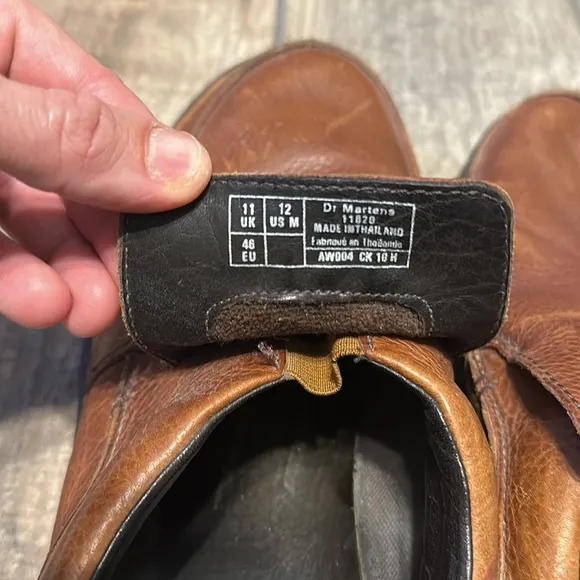 11 UK
12 US M
46 EU
Dr Martens
11820
MADE IN THAILAND
Fabriqué en Thaïlande
AW004 CK 10 H